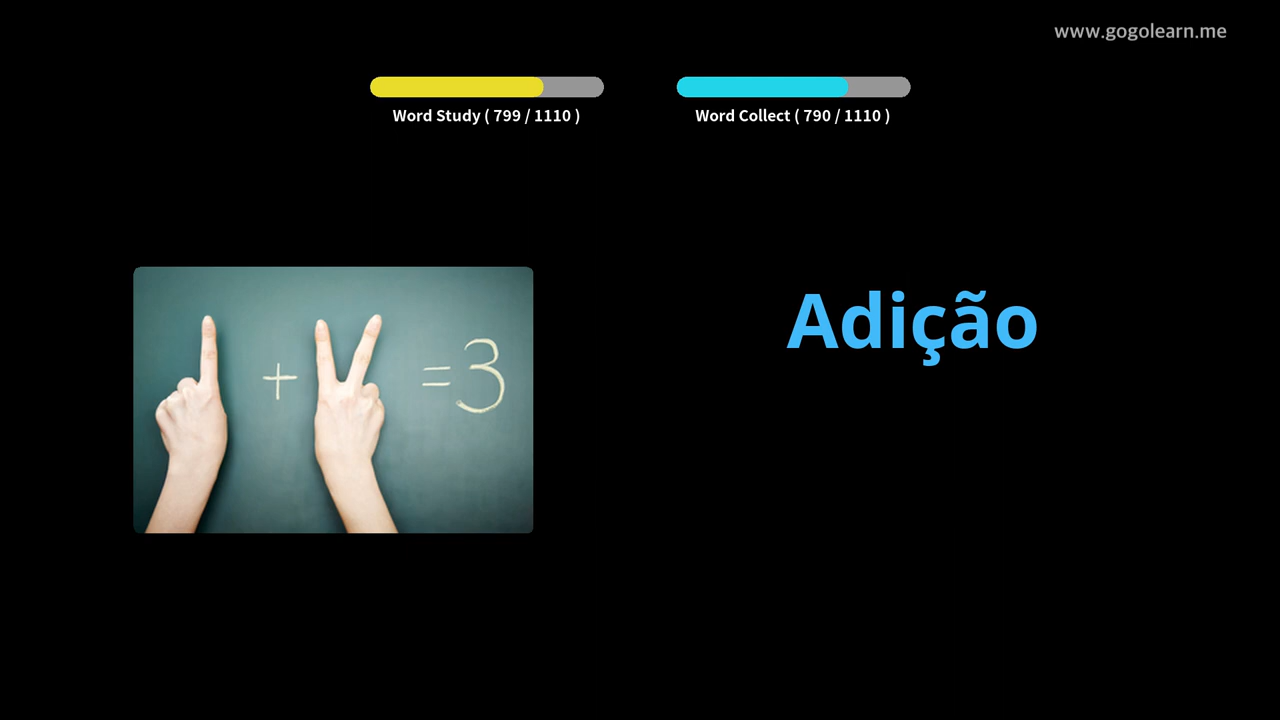 www.gogolearn.me
Word Study ( 799 / 1110 )
Word Collect ( 790 / 1110 )
+ = 3
Adição